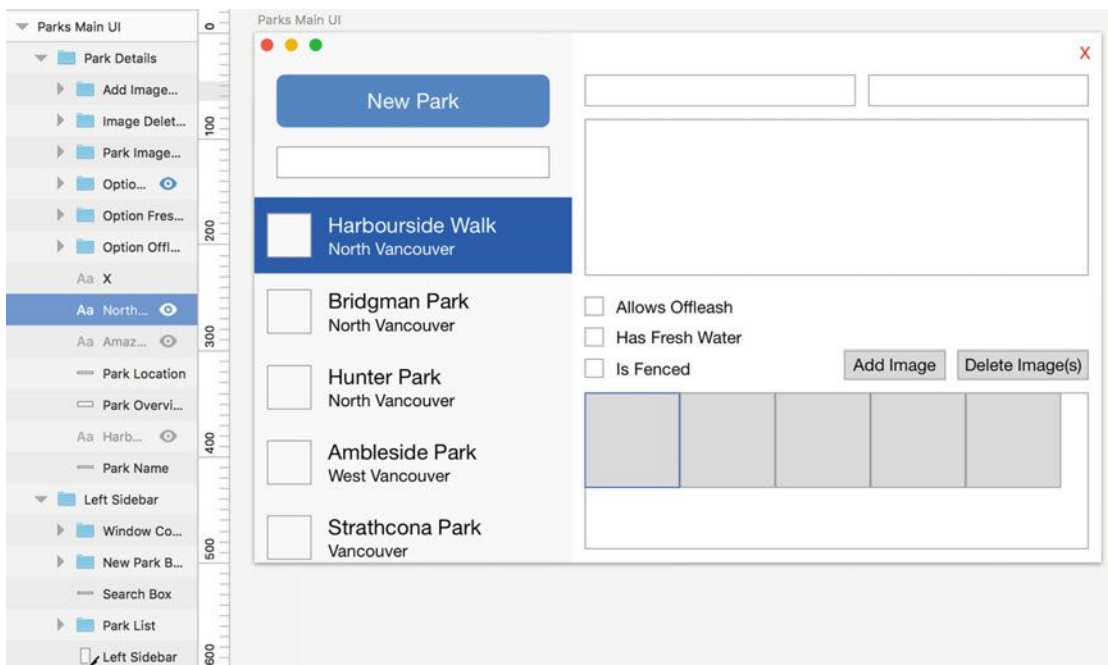 Parks Main UI
Park Details
Add Image...
Image Delet...
Park Image...
Optio...
Option Fres...
Option Offl...
Aa X
Aa North...
Aa Amaz...
Park Location
Park Overvi...
Aa Harb...
Park Name
Left Sidebar
Window Co...
New Park B...
Search Box
Park List
Left Sidebar
0
100
200
300
400
500
600
Parks Main UI
X
New Park
Harbourside Walk
North Vancouver
Bridgman Park
North Vancouver
Hunter Park
North Vancouver
Ambleside Park
West Vancouver
Strathcona Park
Vancouver
Allows Offleash
Has Fresh Water
Is Fenced
Add Image
Delete Image(s)